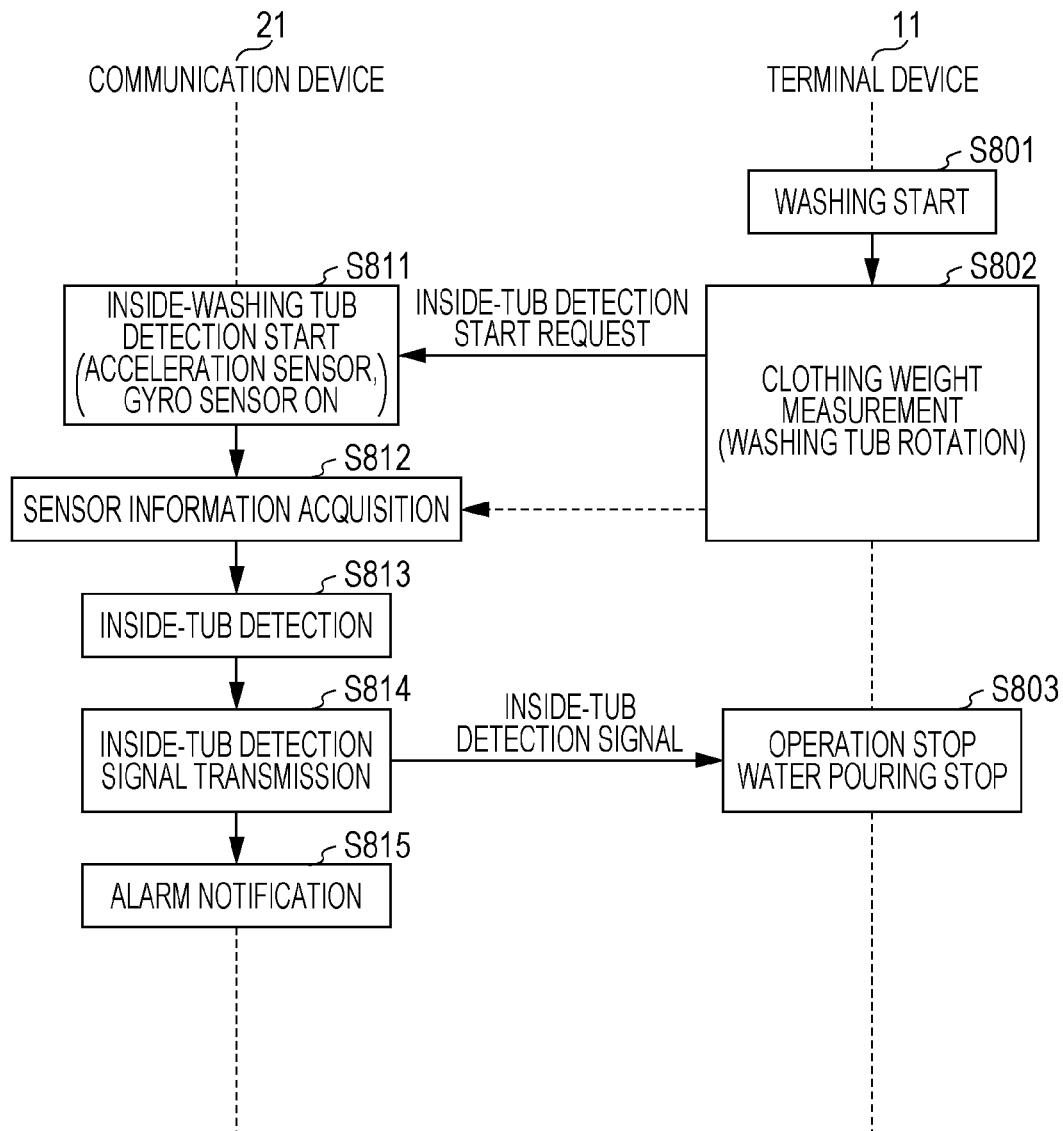 21
11
COMMUNICATION DEVICE
TERMINAL DEVICE
S801
WASHING START
S811
S802
INSIDE-WASHING TUB
DETECTION START
(ACCELERATION SENSOR,
GYRO SENSOR ON)
INSIDE-TUB DETECTION
START REQUEST
CLOTHING WEIGHT
MEASUREMENT
(WASHING TUB ROTATION)
S812
SENSOR INFORMATION ACQUISITION
S813
INSIDE-TUB DETECTION
S814
INSIDE-TUB DETECTION
SIGNAL TRANSMISSION
INSIDE-TUB
DETECTION SIGNAL
S803
OPERATION STOP
WATER POURING STOP
S815
ALARM NOTIFICATION